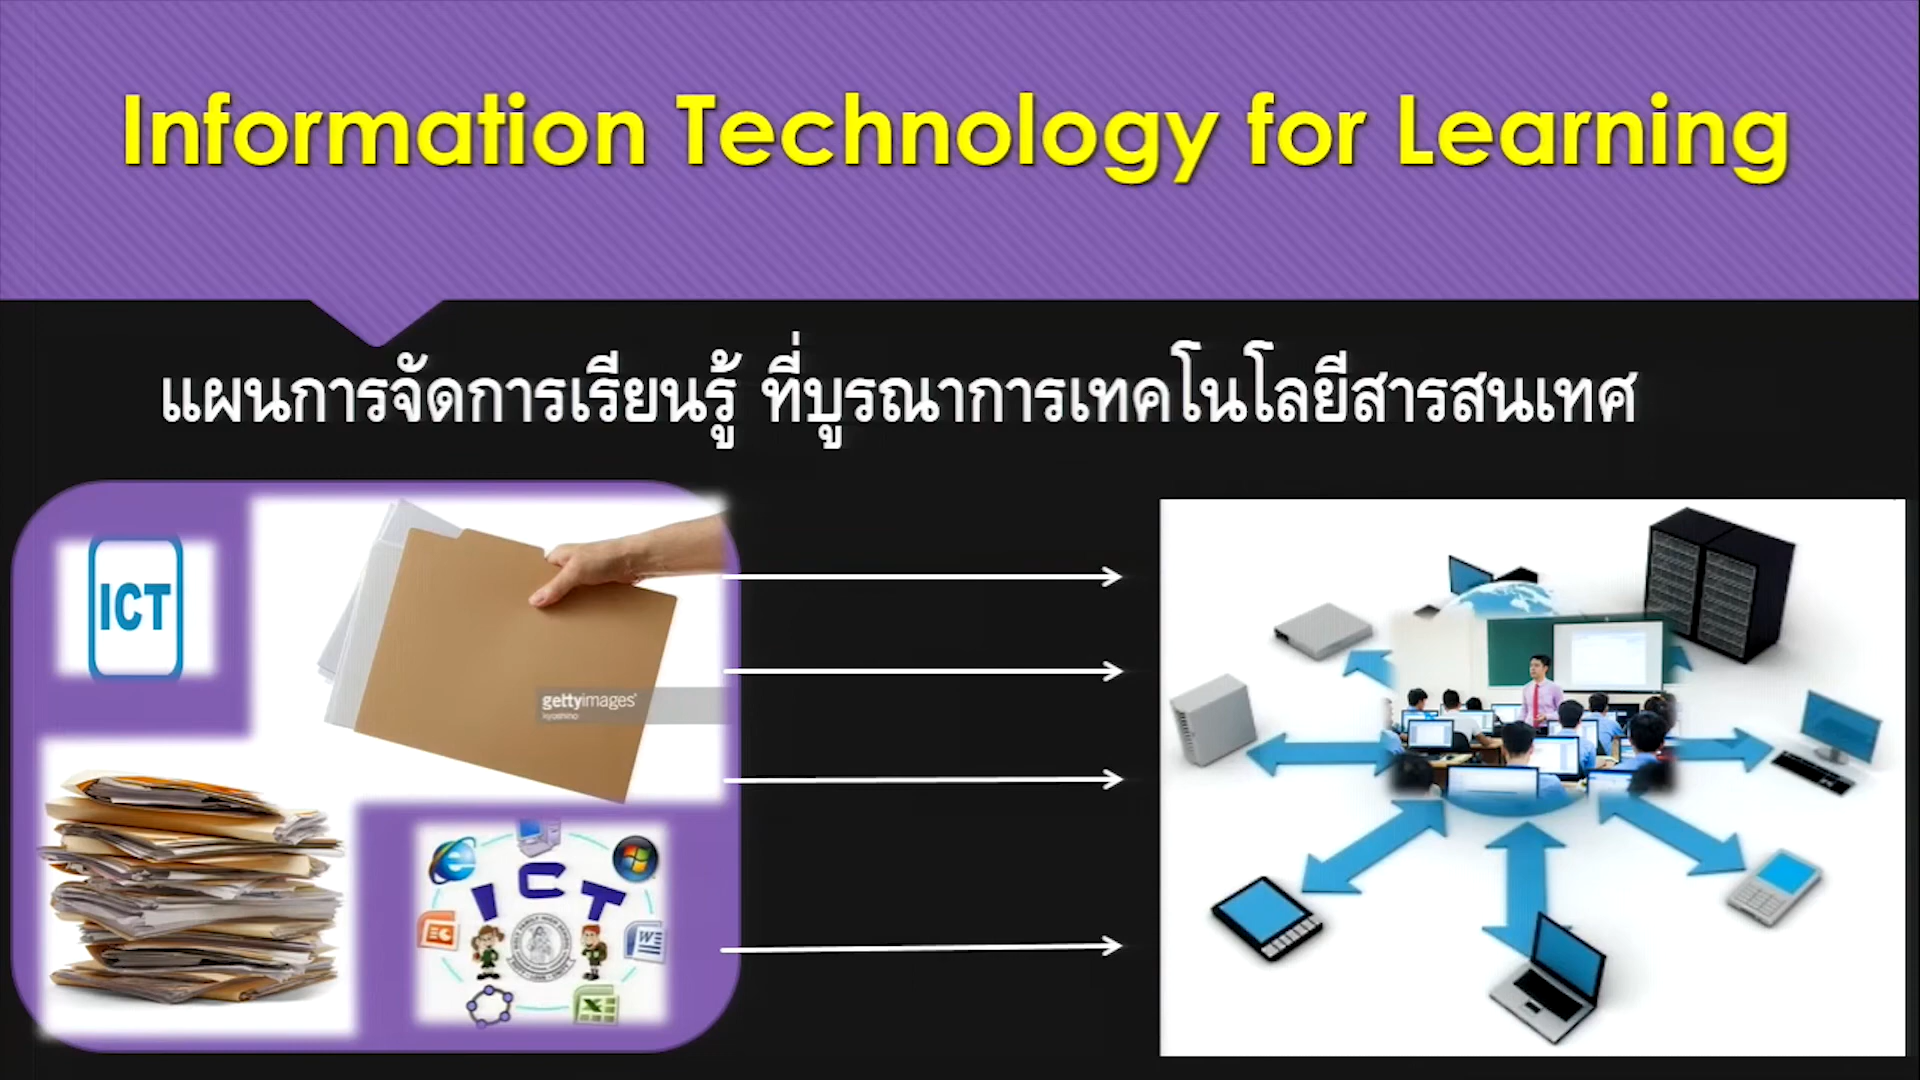 Information Technology for Learning
แผนการจัดการเรียนรู้ ที่บูรณาการเทคโนโลยีสารสนเทศ
ICT
gettyimages®
kyoshino
ICT